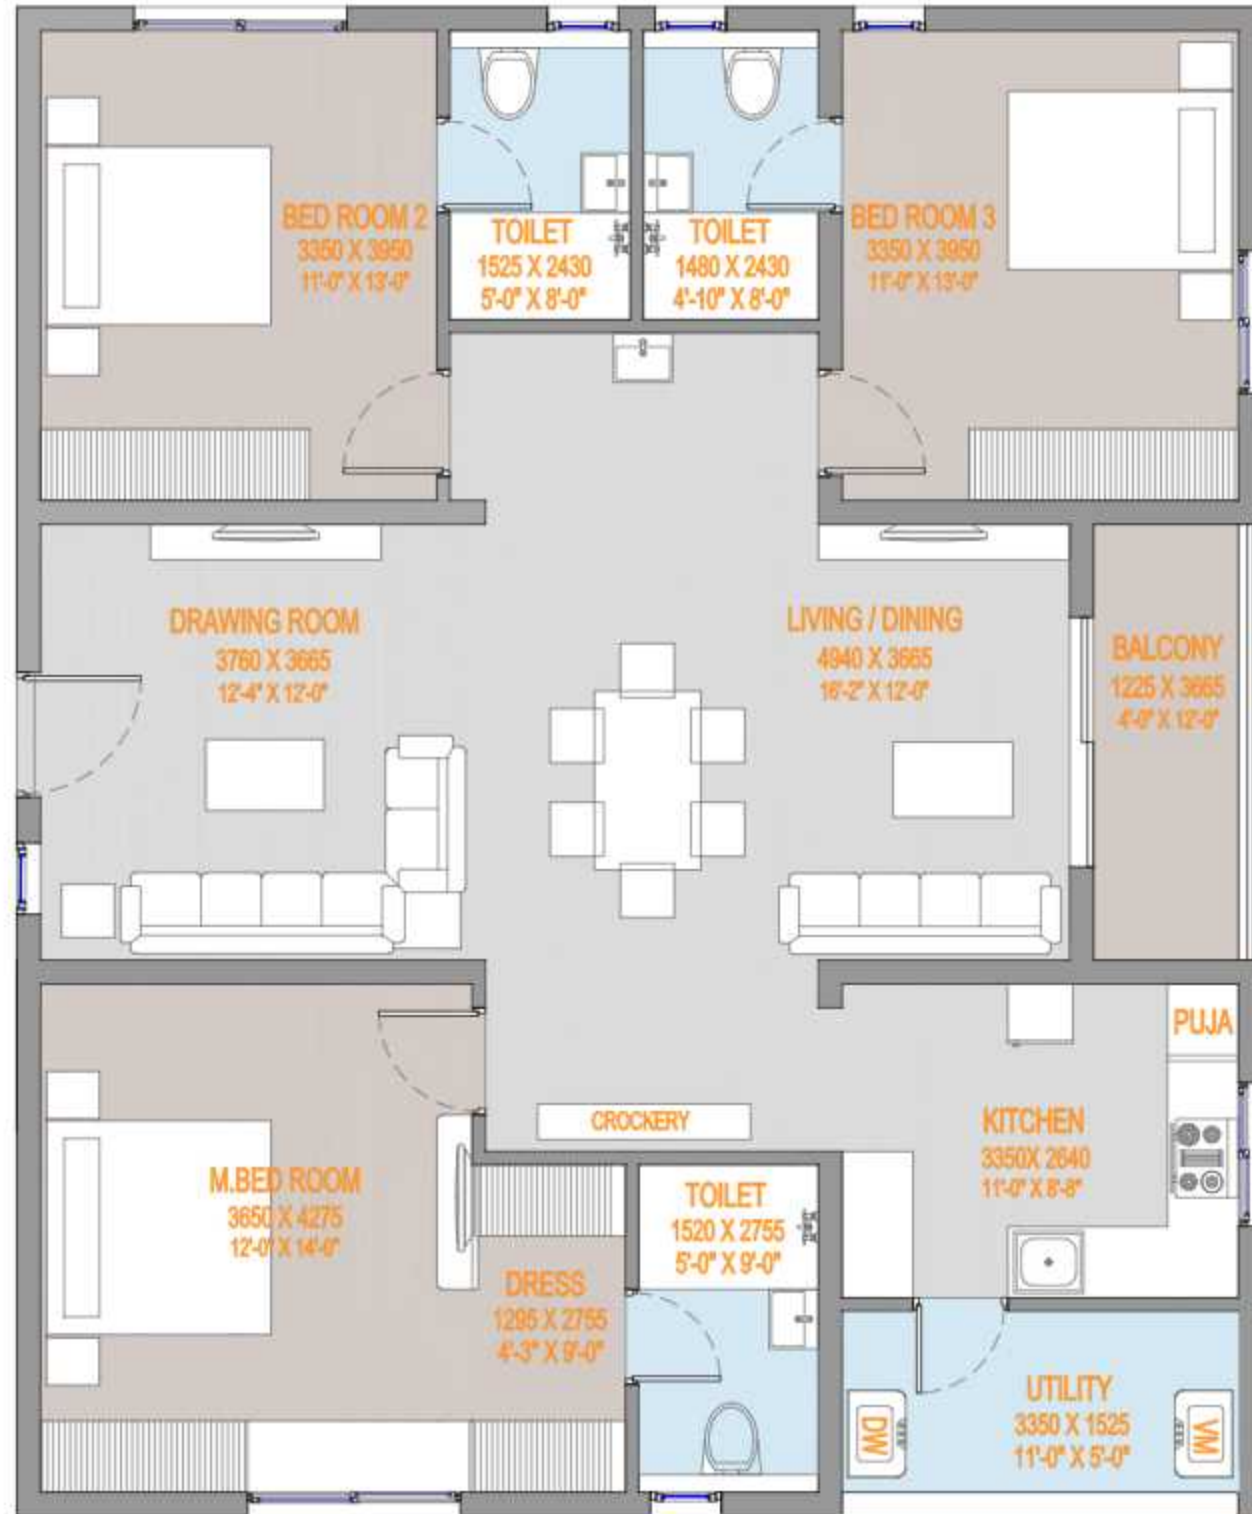 BED ROOM 2
3350 X 3950
11'-0" X 13'-0"
TOILET
1525 X 2430
5'-0" X 8'-0"
TOILET
1480 X 2430
4'-10" X 8'-0"
BED ROOM 3
3350 X 3950
11'-0" X 13'-0"
DRAWING ROOM
3760 X 3665
12'-4" X 12'-0"
LIVING / DINING
4940 X 3665
16'-2" X 12'-0"
BALCONY
1225 X 3665
4'-0" X 12'-0"
PUJA
CROCKERY
KITCHEN
3350X 2640
11'-0" X 8'-8"
M.BED ROOM
3650 X 4275
12'-0" X 14'-0"
TOILET
1520 X 2755
5'-0" X 9'-0"
DRESS
1295 X 2755
4'-3" X 9'-0"
UTILITY
3350 X 1525
11'-0" X 5'-0"
DW
WM